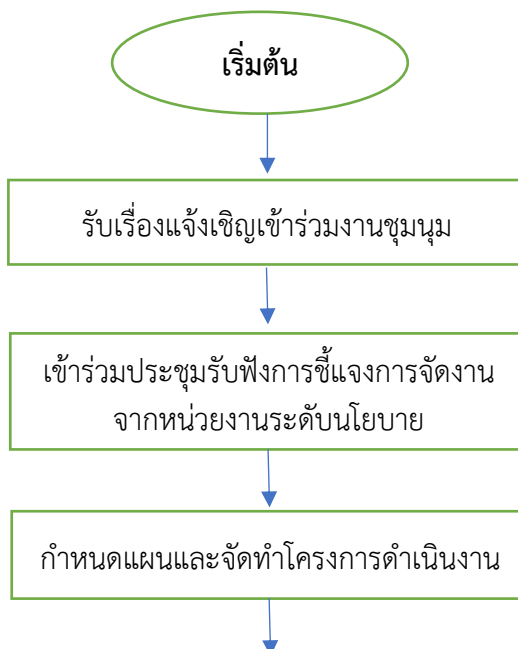 เริ่มต้น
รับเรื่องแจ้งเชิญเข้าร่วมงานชุมนุม
เข้าร่วมประชุมรับฟังการชี้แจงการจัดงาน
จากหน่วยงานระดับนโยบาย
กำหนดแผนและจัดทำโครงการดำเนินงาน